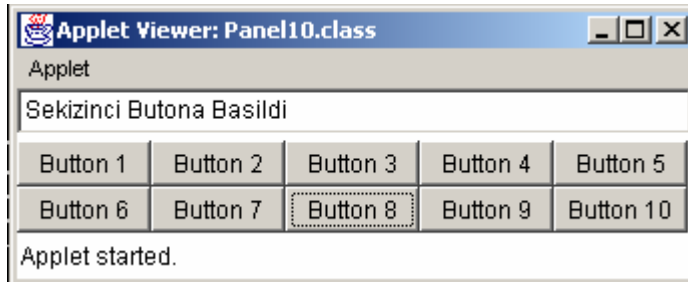 Applet Viewer: Panel10.class
Applet
Sekizinci Butona Basildi
Button 1 Button 2 Button 3 Button 4 Button 5
Button 6 Button 7 Button 8 Button 9 Button 10
Applet started.